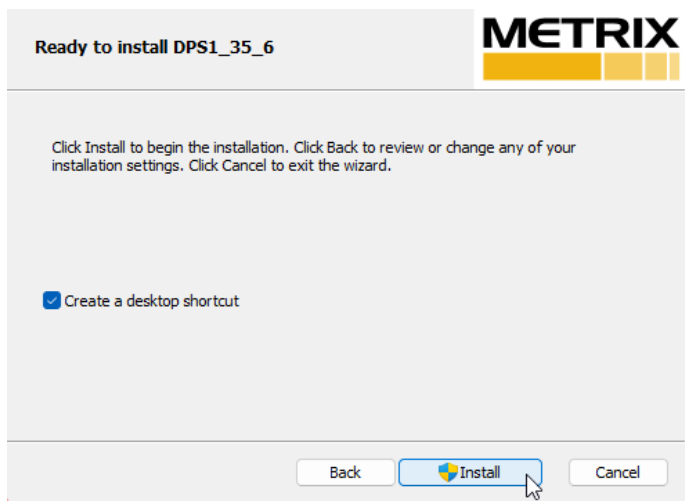 METRIX
Ready to install DPS1_35_6
Click Install to begin the installation. Click Back to review or change any of your
installation settings. Click Cancel to exit the wizard.
Create a desktop shortcut
Back
Install
Cancel